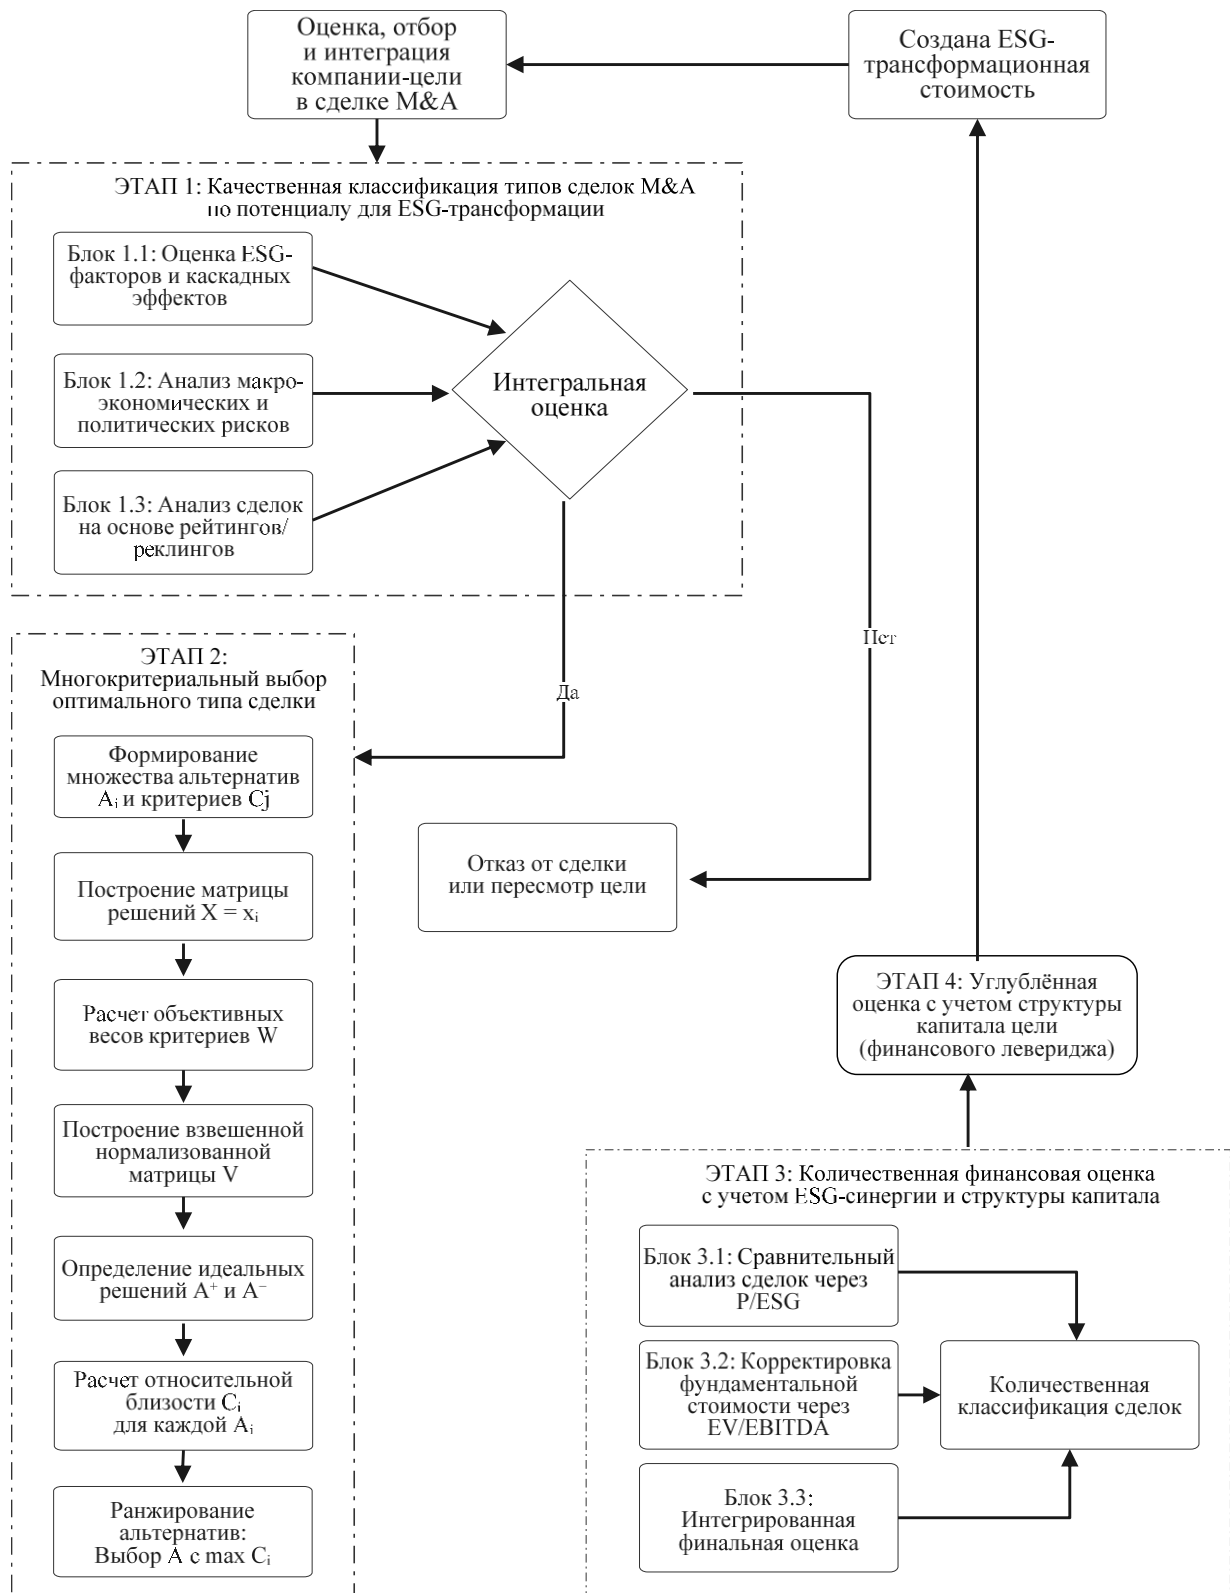 Оценка, отбор
и интеграция
компании-цели
в сделке M&A
Создана ESG-
трансформационная
стоимость
ЭТАП 1: Качественная классификация типов сделок M&A
по потенциалу для ESG-трансформации
Блок 1.1: Оценка ESG-
факторов и каскадных
эффектов
Блок 1.2: Анализ макро-
экономических и
политических рисков
Блок 1.3: Анализ сделок
на основе рейтингов/
реклингов
Интегральная
оценка
Нет
Да
ЭТАП 2:
Многокритериальный выбор
оптимального типа сделки
Формирование
множества альтернатив
Aᵢ и критериев Cj
Построение матрицы
решений X = xᵢ
Расчет объективных
весов критериев W
Построение взвешенной
нормализованной
матрицы V
Определение идеальных
решений A⁺ и A⁻
Расчет относительной
близости Cᵢ
для каждой Aᵢ
Ранжирование
альтернатив:
Выбор A с max Cᵢ
Отказ от сделки
или пересмотр цели
ЭТАП 4: Углублённая
оценка с учетом структуры
капитала цели
(финансового левериджа)
ЭТАП 3: Количественная финансовая оценка
с учетом ESG-синергии и структуры капитала
Блок 3.1: Сравнительный
анализ сделок через
P/ESG
Блок 3.2: Корректировка
фундаментальной
стоимости через
EV/EBITDA
Блок 3.3:
Интегрированная
финальная оценка
Количественная
классификация сделок